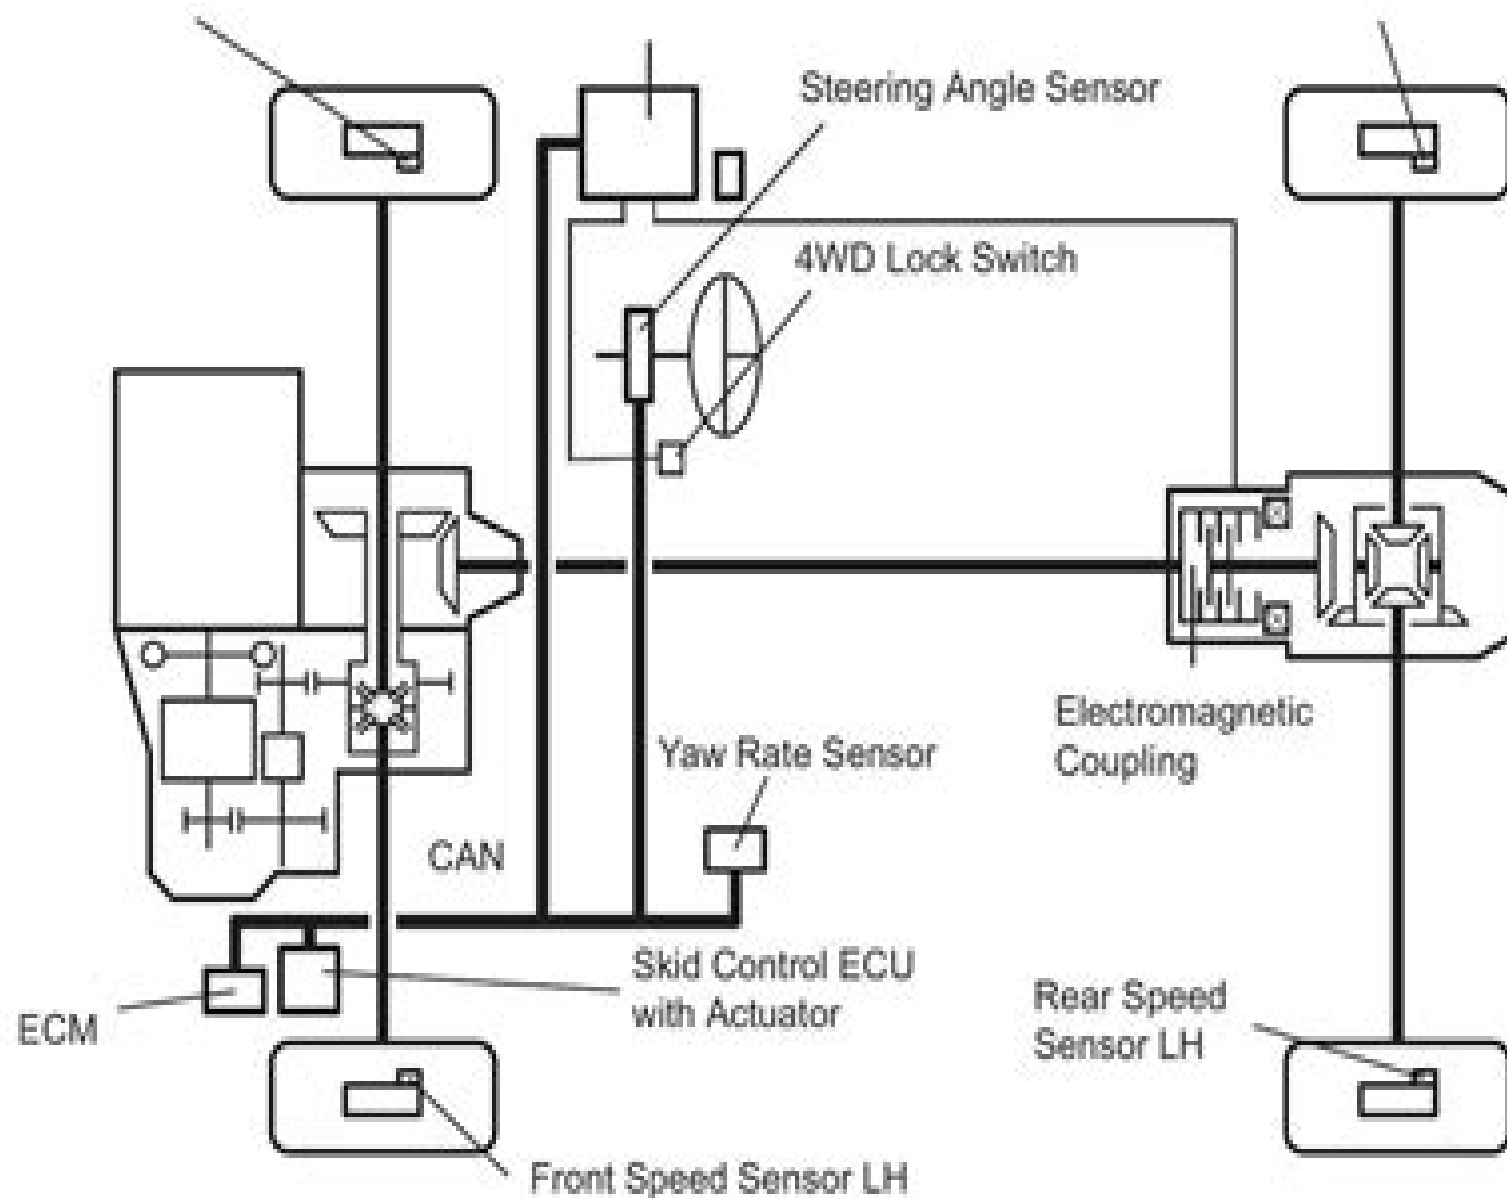 Steering Angle Sensor
4WD Lock Switch
Electromagnetic
Coupling
Yaw Rate Sensor
CAN
Skid Control ECU
with Actuator
Rear Speed
Sensor LH
ECM
Front Speed Sensor LH